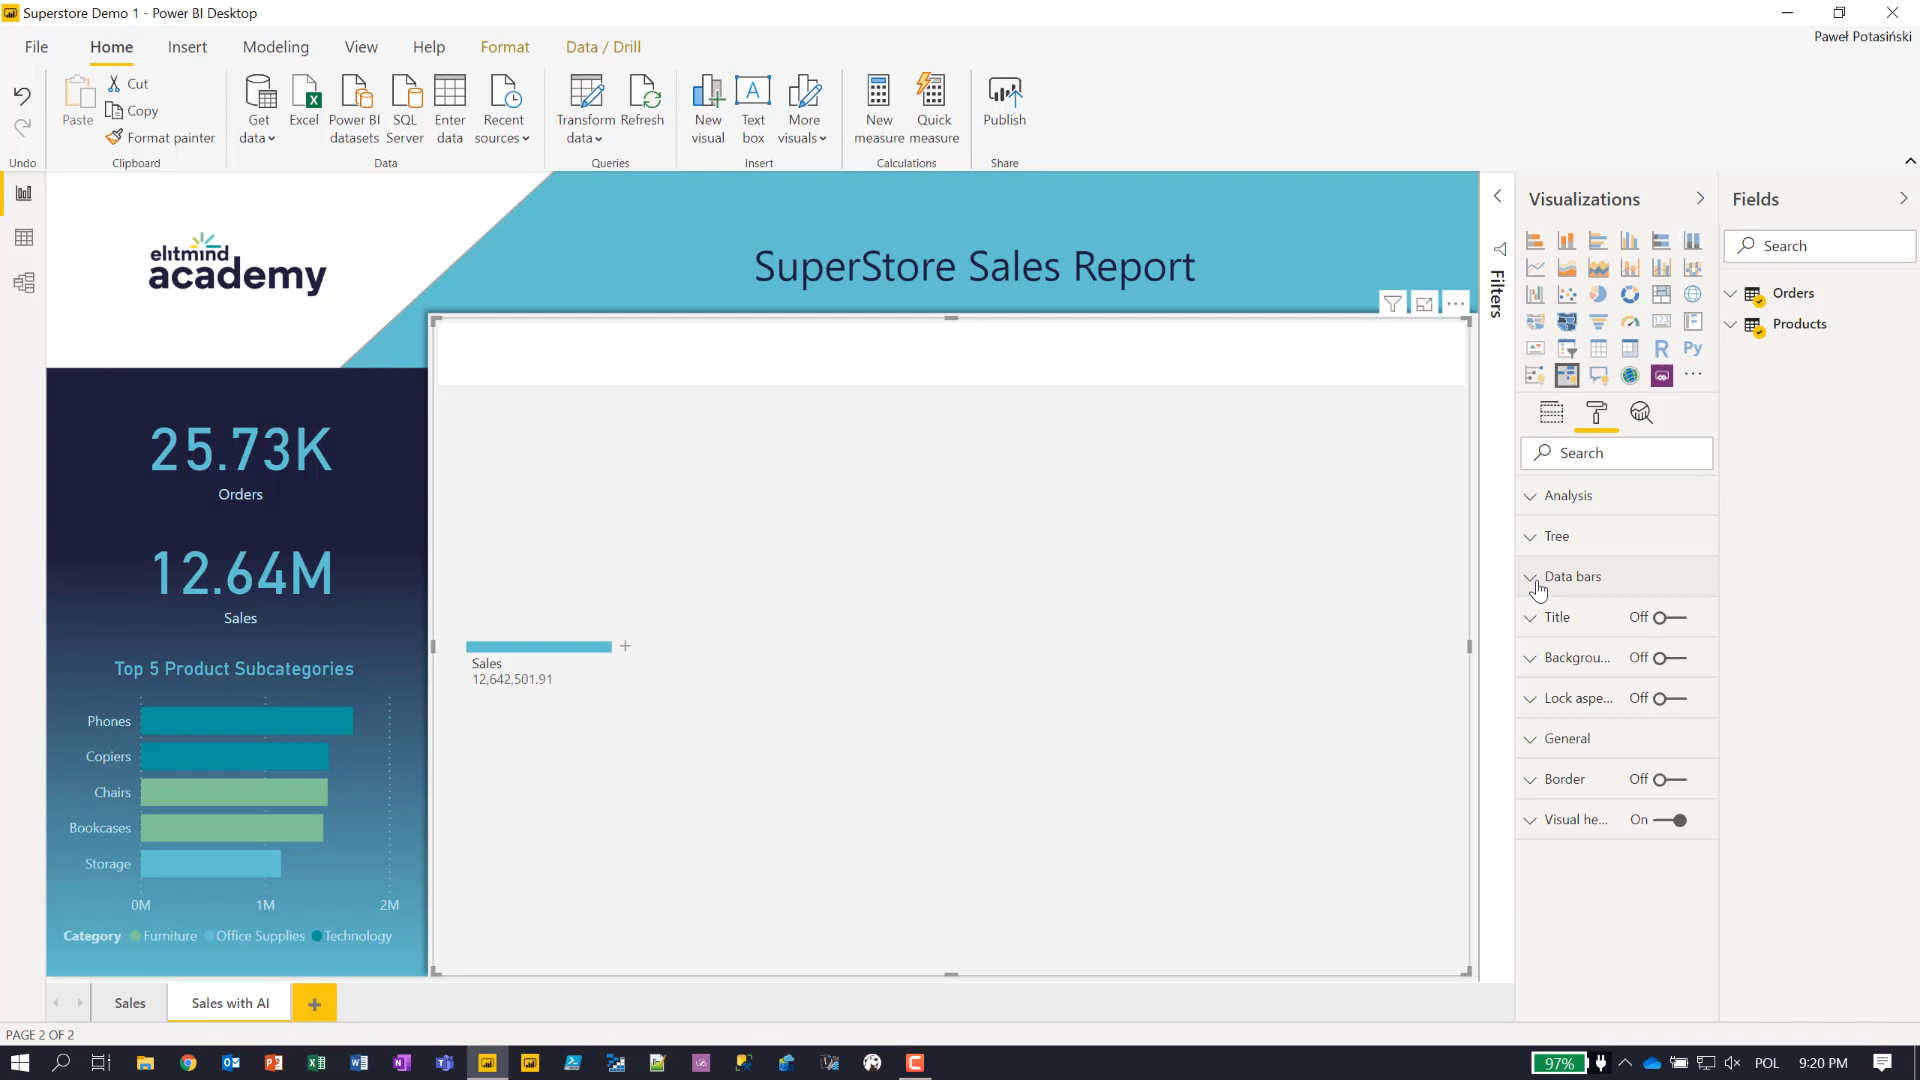 Superstore Demo 1 - Power BI Desktop
Paweł Potasiński
File Home Insert Modeling View Help Format Data / Drill
Paste
Cut
Copy
Format painter
Get data
Excel
Power BI datasets
SQL Server
Enter data
Recent sources
Transform data
Refresh
New visual
Text box
More visuals
New measure
Quick measure
Publish
Undo
Clipboard
Data
Queries
Insert
Calculations
Share
elitmind
academy
SuperStore Sales Report
25.73K
Orders
12.64M
Sales
Top 5 Product Subcategories
Phones
Copiers
Chairs
Bookcases
Storage
0M 1M 2M
Category Furniture Office Supplies Technology
Sales
12,642,501.91
Filters
Visualizations
R Py
Search
Analysis
Tree
Data bars
Title Off
Backgrou... Off
Lock aspe... Off
General
Border Off
Visual he... On
Fields
Search
Orders
Products
Sales
Sales with AI
PAGE 2 OF 2
97%
POL
9:20 PM